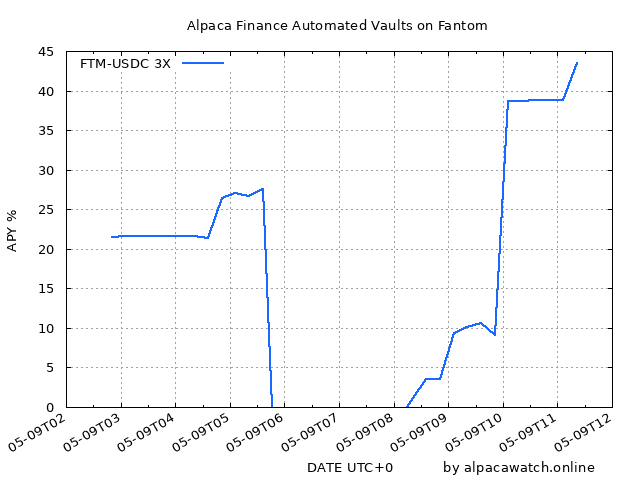 Alpaca Finance Automated Vaults on Fantom
FTM-USDC 3X
APY %
45
40
35
30
25
20
15
10
5
0
05-09T02
05-09T03
05-09T04
05-09T05
05-09T06
05-09T07
05-09T08
05-09T09
05-09T10
05-09T11
05-09T12
DATE UTC+0
by alpacawatch.online